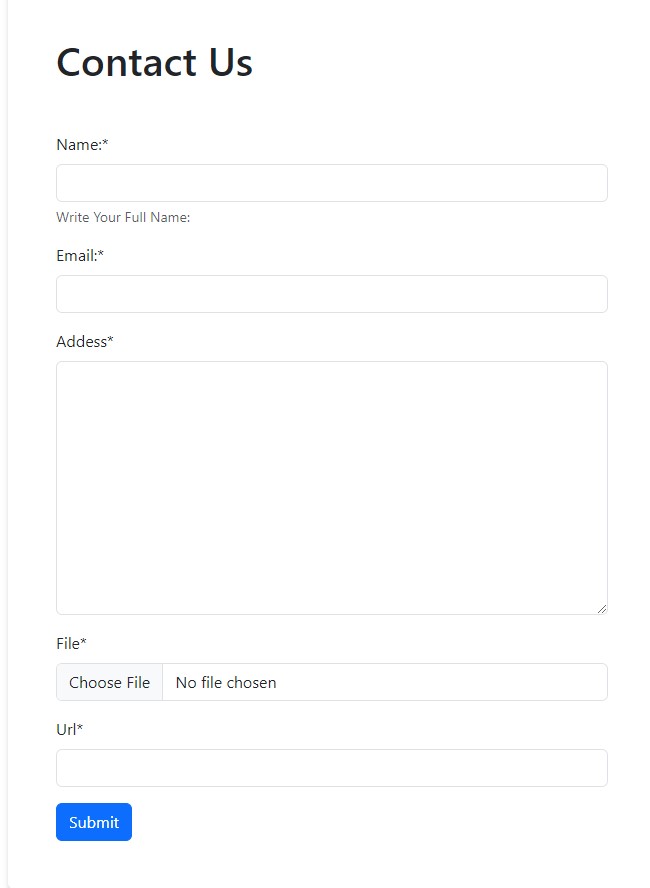 Contact Us
Name:*
Write Your Full Name:
Email:*
Addess*
File*
Choose File No file chosen
Url*
Submit